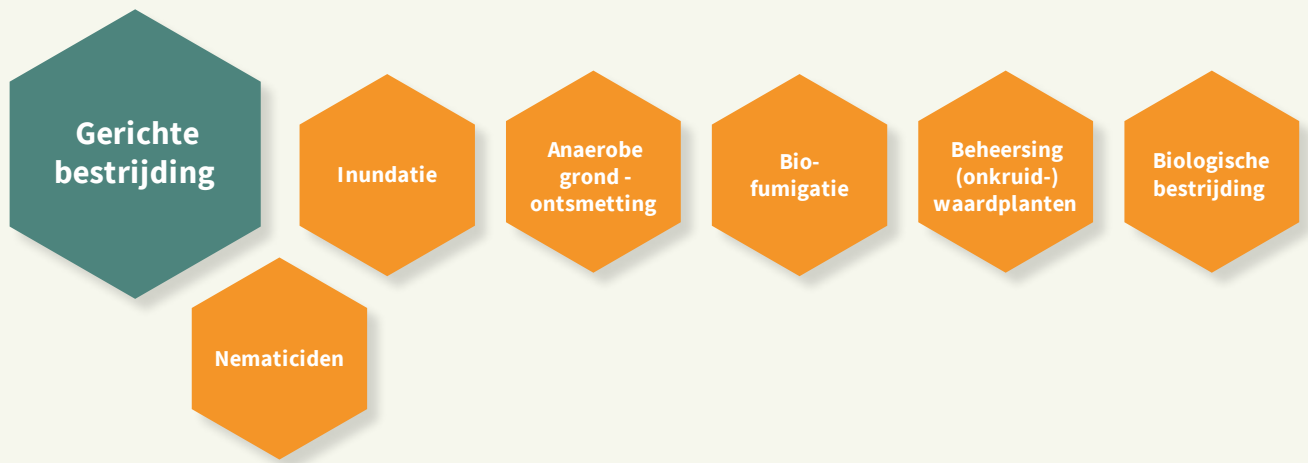 Gerichte
bestrijding
Inundatie
Anaerobe
grond -
ontsmetting
Bio-
fumigatie
Beheersing
(onkruid-)
waardplanten
Biologische
bestrijding
Nematiciden